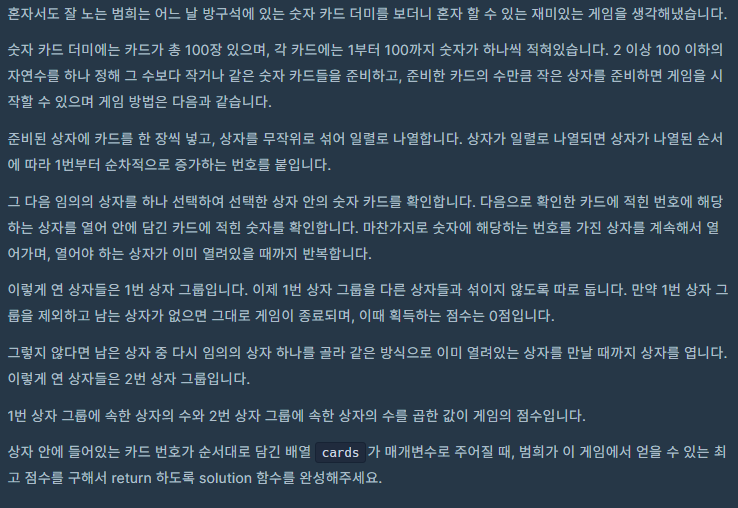 혼자서도 잘 노는 범희는 어느 날 방구석에 있는 숫자 카드 더미를 보더니 혼자 할 수 있는 재미있는 게임을 생각해냈습니다.
숫자 카드 더미에는 카드가 총 100장 있으며, 각 카드에는 1부터 100까지 숫자가 하나씩 적혀있습니다. 2 이상 100 이하의
자연수를 하나 정해 그 수보다 작거나 같은 숫자 카드들을 준비하고, 준비한 카드의 수만큼 작은 상자를 준비하면 게임을 시
작할 수 있으며 게임 방법은 다음과 같습니다.
준비된 상자에 카드를 한 장씩 넣고, 상자를 무작위로 섞어 일렬로 나열합니다. 상자가 일렬로 나열되면 상자가 나열된 순서
에 따라 1번부터 순차적으로 증가하는 번호를 붙입니다.
그 다음 임의의 상자를 하나 선택하여 선택한 상자 안의 숫자 카드를 확인합니다. 다음으로 확인한 카드에 적힌 번호에 해당
하는 상자를 열어 안에 담긴 카드에 적힌 숫자를 확인합니다. 마찬가지로 숫자에 해당하는 번호를 가진 상자를 계속해서 열
어가며, 열어야 하는 상자가 이미 열려있을 때까지 반복합니다.
이렇게 연 상자들은 1번 상자 그룹입니다. 이제 1번 상자 그룹을 다른 상자들과 섞이지 않도록 따로 둡니다. 만약 1번 상자 그
룹을 제외하고 남는 상자가 없으면 그대로 게임이 종료되며, 이때 획득하는 점수는 0점입니다.
그렇지 않다면 남은 상자 중 다시 임의의 상자 하나를 골라 같은 방식으로 이미 열려있는 상자를 만날 때까지 상자를 엽니다.
이렇게 연 상자들은 2번 상자 그룹입니다.
1번 상자 그룹에 속한 상자의 수와 2번 상자 그룹에 속한 상자의 수를 곱한 값이 게임의 점수입니다.
상자 안에 들어있는 카드 번호가 순서대로 담긴 배열 cards가 매개변수로 주어질 때, 범희가 이 게임에서 얻을 수 있는 최
고 점수를 구해서 return 하도록 solution 함수를 완성해주세요.